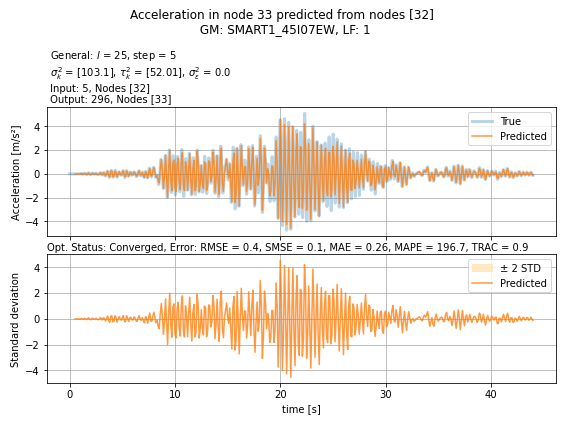 Acceleration in node 33 predicted from nodes [32]
GM: SMART1_45I07EW, LF: 1
General: l = 25, step = 5
σ²ₖ = [103.1], τ²ₖ = [52.01], σ²ε = 0.0
Input: 5, Nodes [32]
Output: 296, Nodes [33]
Acceleration [m/s²]
4
2
0
−2
−4
True
Predicted
Opt. Status: Converged, Error: RMSE = 0.4, SMSE = 0.1, MAE = 0.26, MAPE = 196.7, TRAC = 0.9
Standard deviation
4
2
0
−2
−4
± 2 STD
Predicted
0
10
20
30
40
time [s]